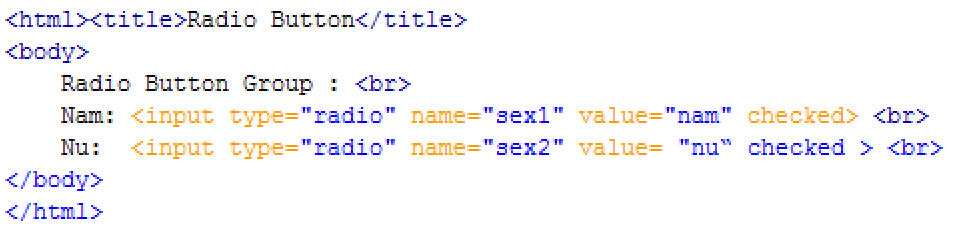 <html><title>Radio Button</title>
<body>
Radio Button Group : <br>
Nam: <input type="radio" name="sex1" value="nam" checked> <br>
Nu: <input type="radio" name="sex2" value= "nu‟ checked > <br>
</body>
</html>